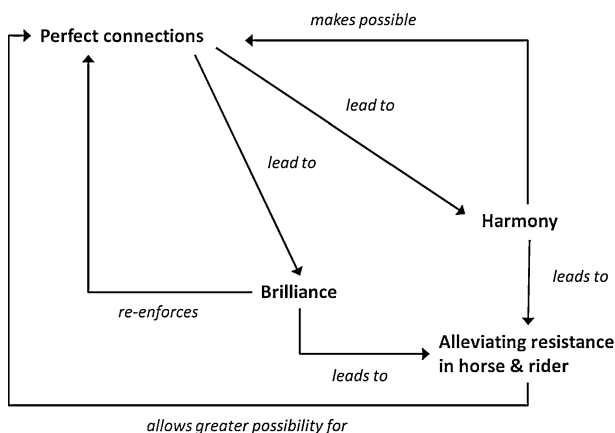 makes possible
Perfect connections
lead to
lead to
Harmony
leads to
Brilliance
re-enforces
Alleviating resistance
in horse & rider
leads to
allows greater possibility for